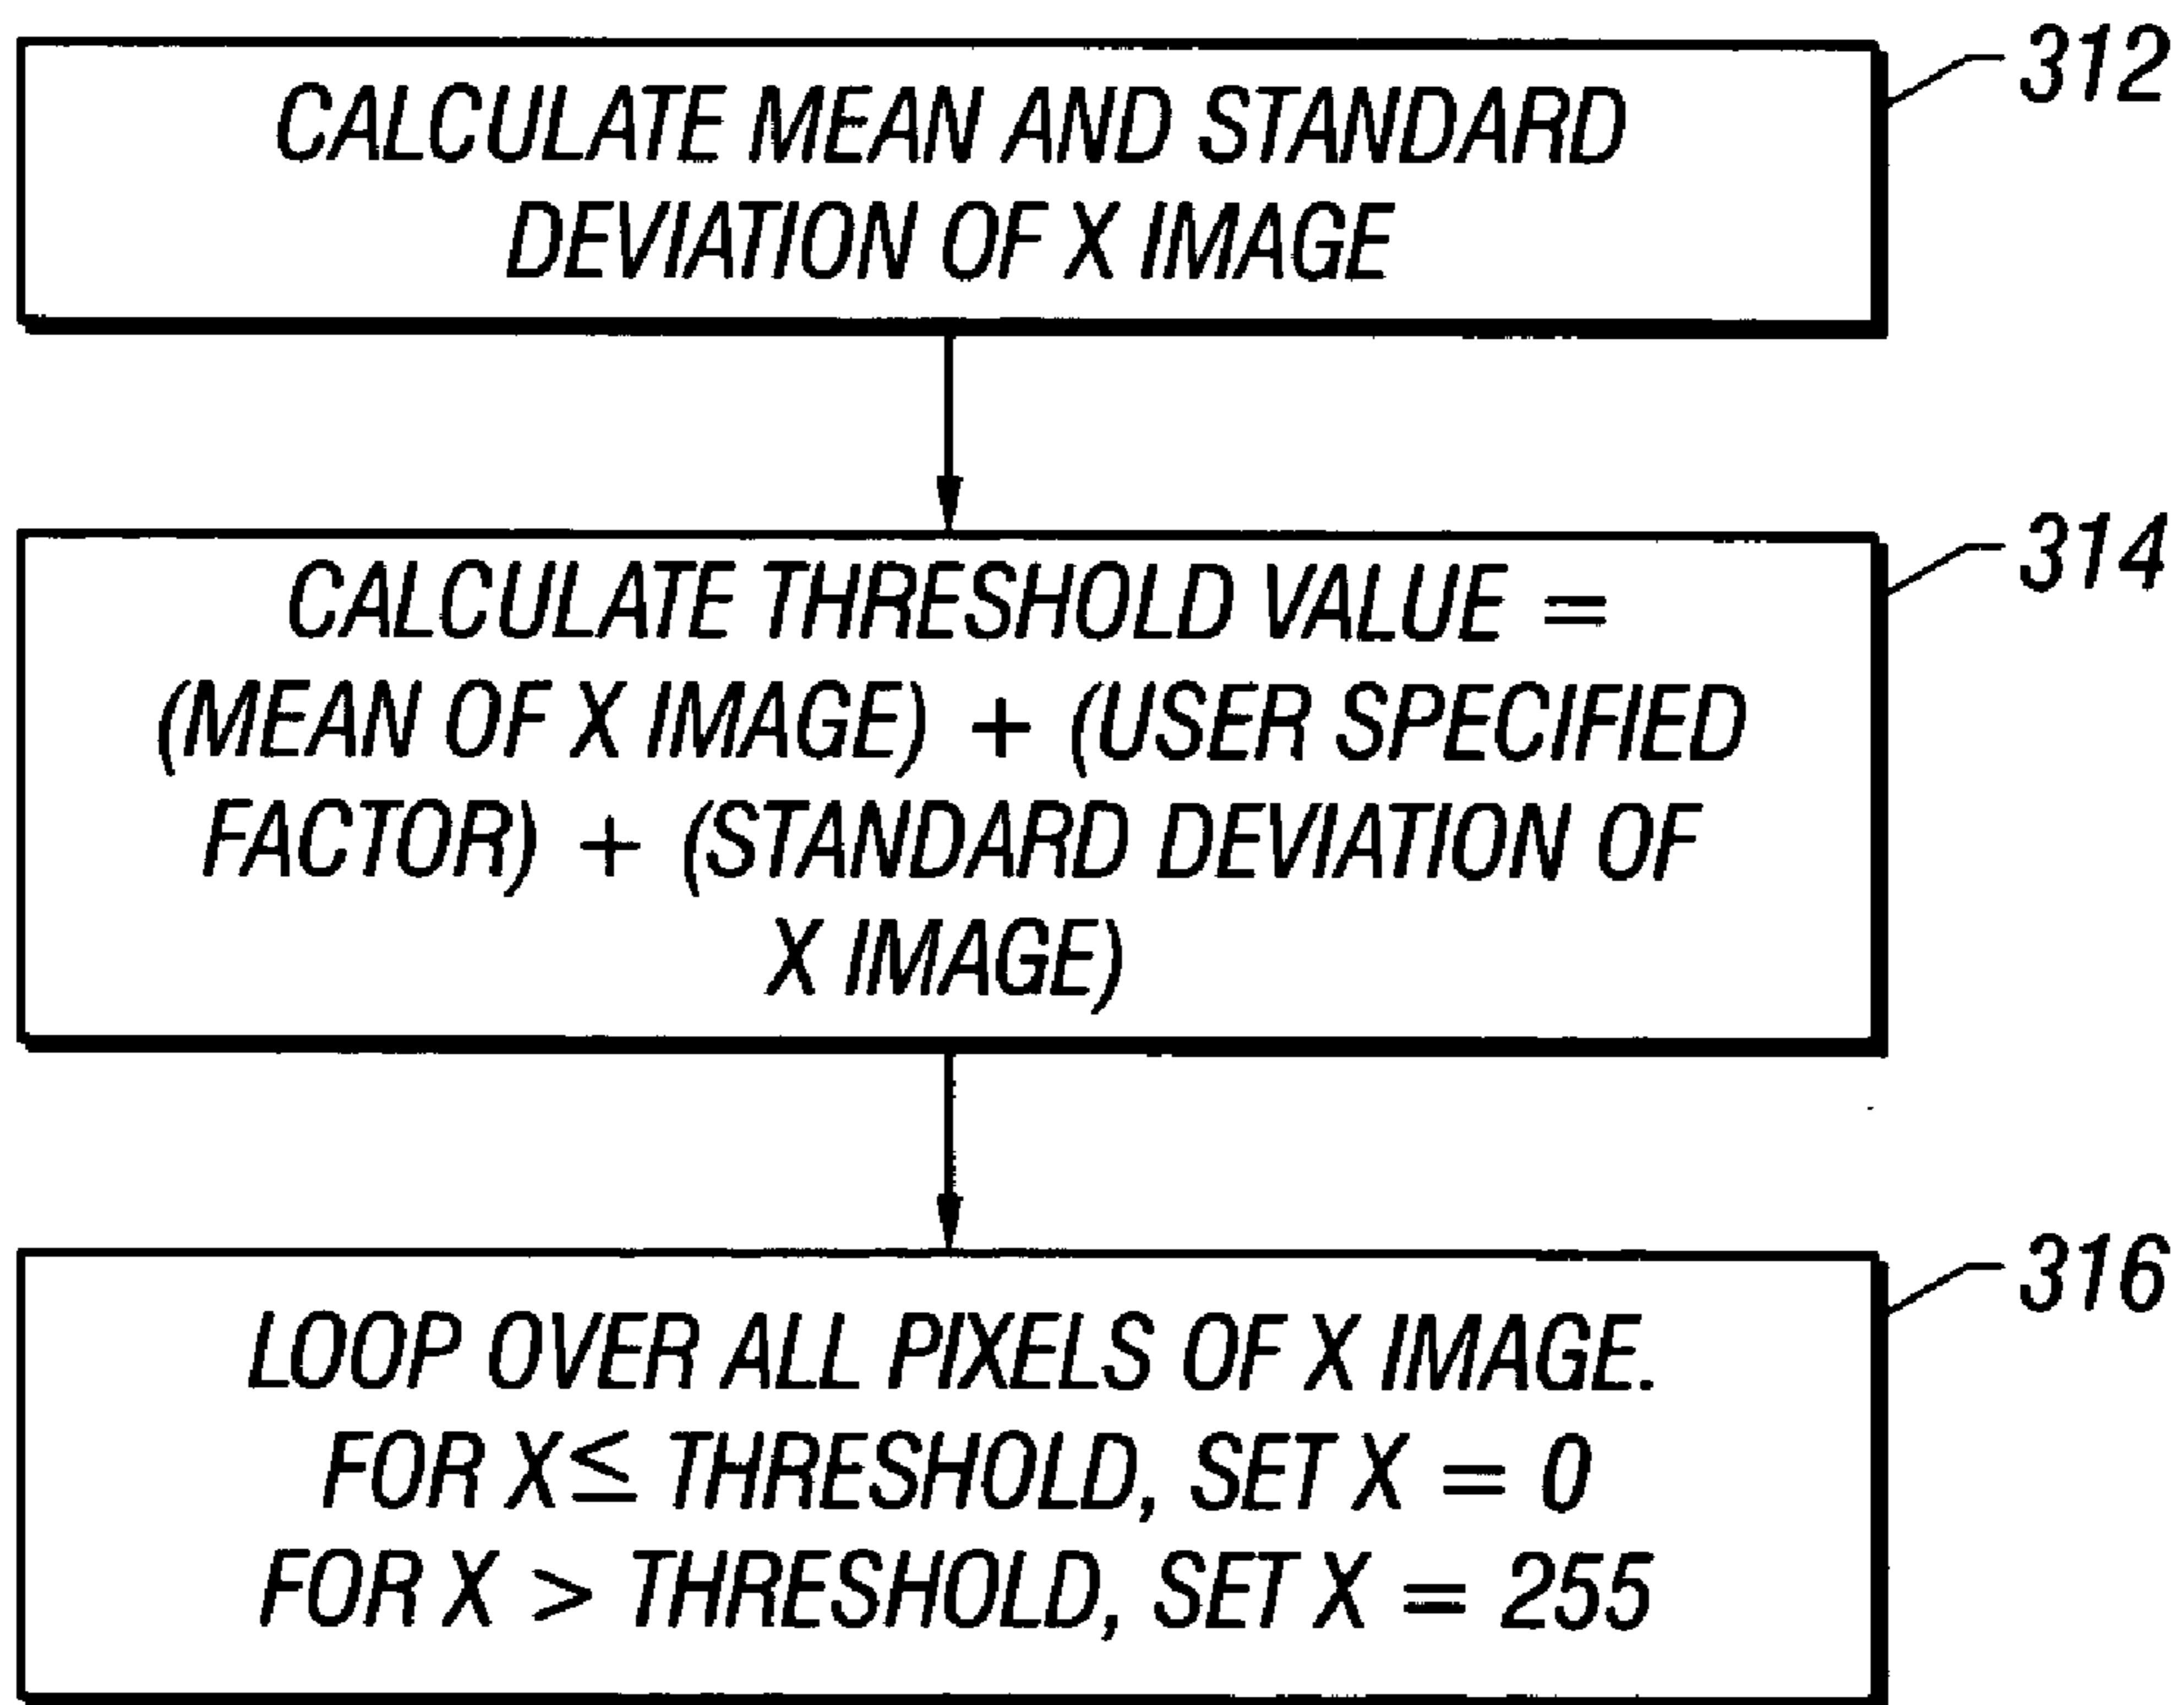 312
CALCULATE MEAN AND STANDARD
DEVIATION OF X IMAGE
314
CALCULATE THRESHOLD VALUE =
(MEAN OF X IMAGE) + (USER SPECIFIED
FACTOR) + (STANDARD DEVIATION OF
X IMAGE)
316
LOOP OVER ALL PIXELS OF X IMAGE.
FOR X ≤ THRESHOLD, SET X = 0
FOR X > THRESHOLD, SET X = 255